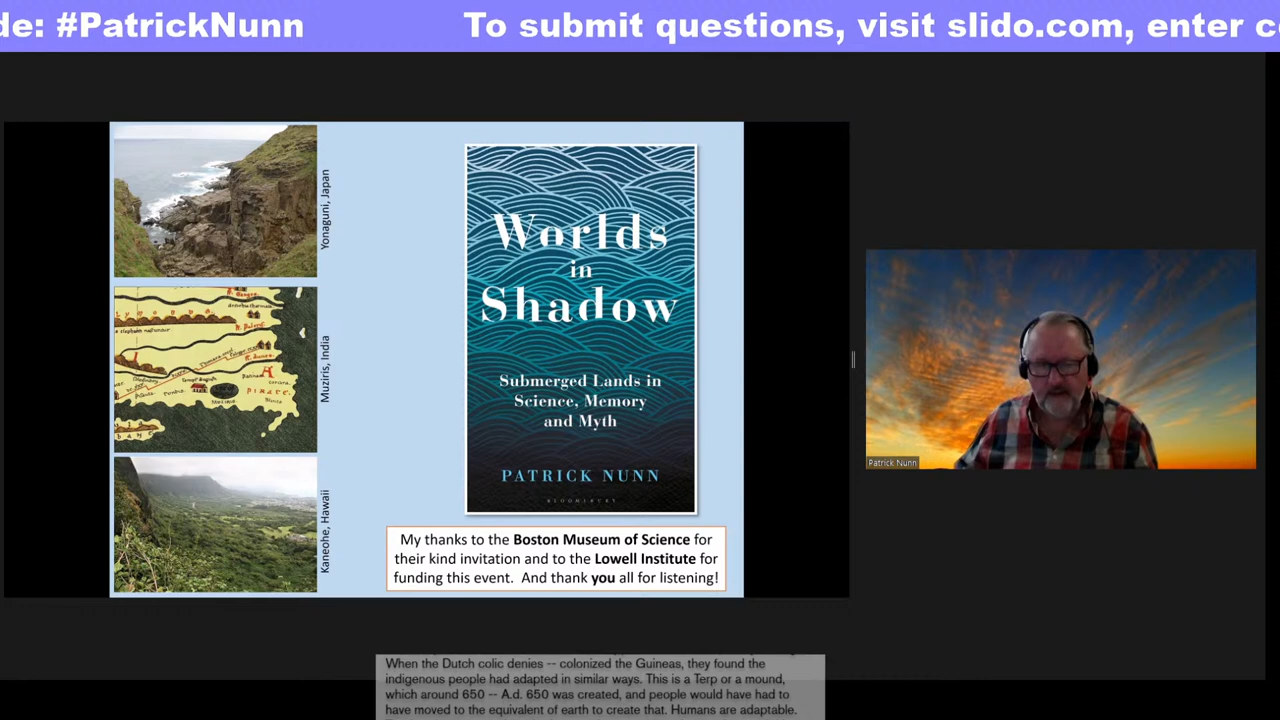 de: #PatrickNunn To submit questions, visit slido.com, enter c
Yonaguni, Japan
Muziris, India
Kaneohe, Hawaii
Worlds
in
Shadow
Submerged Lands in
Science, Memory
and Myth
PATRICK NUNN
BLOOMSBURY
My thanks to the Boston Museum of Science for
their kind invitation and to the Lowell Institute for
funding this event. And thank you all for listening!
Patrick Nunn
When the Dutch colic denies -- colonized the Guineas, they found the
indigenous people had adapted in similar ways. This is a Terp or a mound,
which around 650 -- A.d. 650 was created, and people would have had to
have moved to the equivalent of earth to create that. Humans are adaptable.